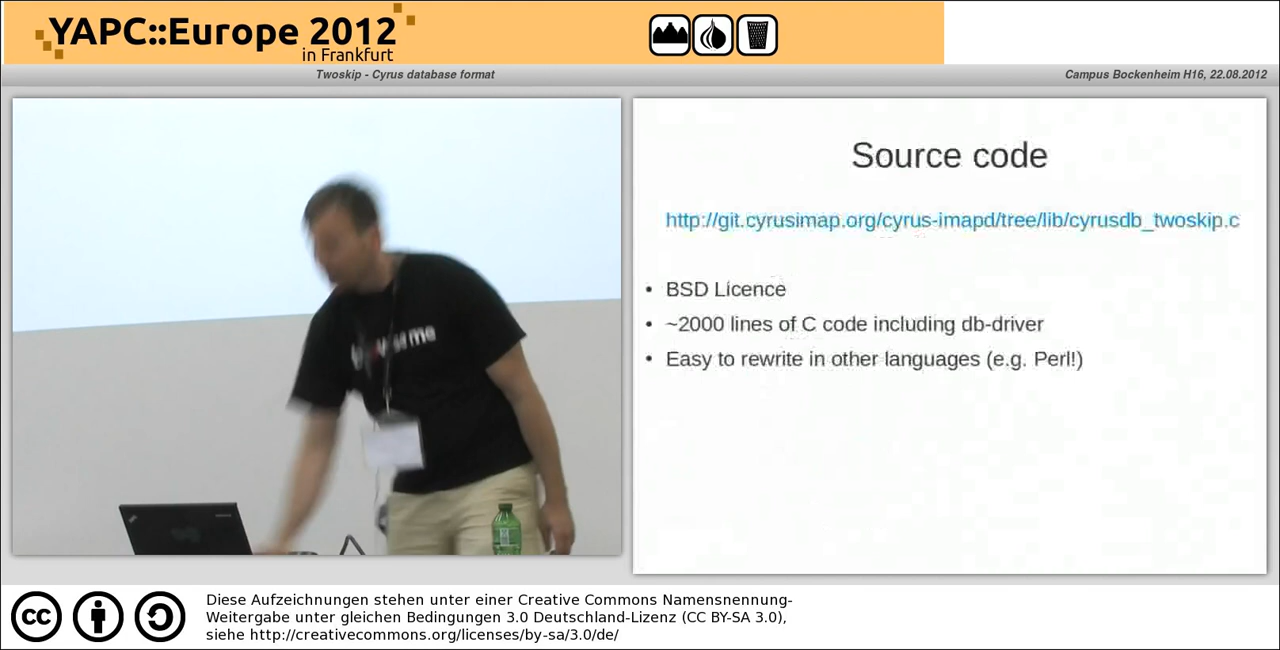 YAPC::Europe 2012
in Frankfurt
Twoskip - Cyrus database format
Campus Bockenheim H16, 22.08.2012
me
Source code
http://git.cyrusimap.org/cyrus-imapd/tree/lib/cyrusdb_twoskip.c
• BSD Licence
• ~2000 lines of C code including db-driver
• Easy to rewrite in other languages (e.g. Perl!)
cc
Diese Aufzeichnungen stehen unter einer Creative Commons Namensnennung-
Weitergabe unter gleichen Bedingungen 3.0 Deutschland-Lizenz (CC BY-SA 3.0),
siehe http://creativecommons.org/licenses/by-sa/3.0/de/